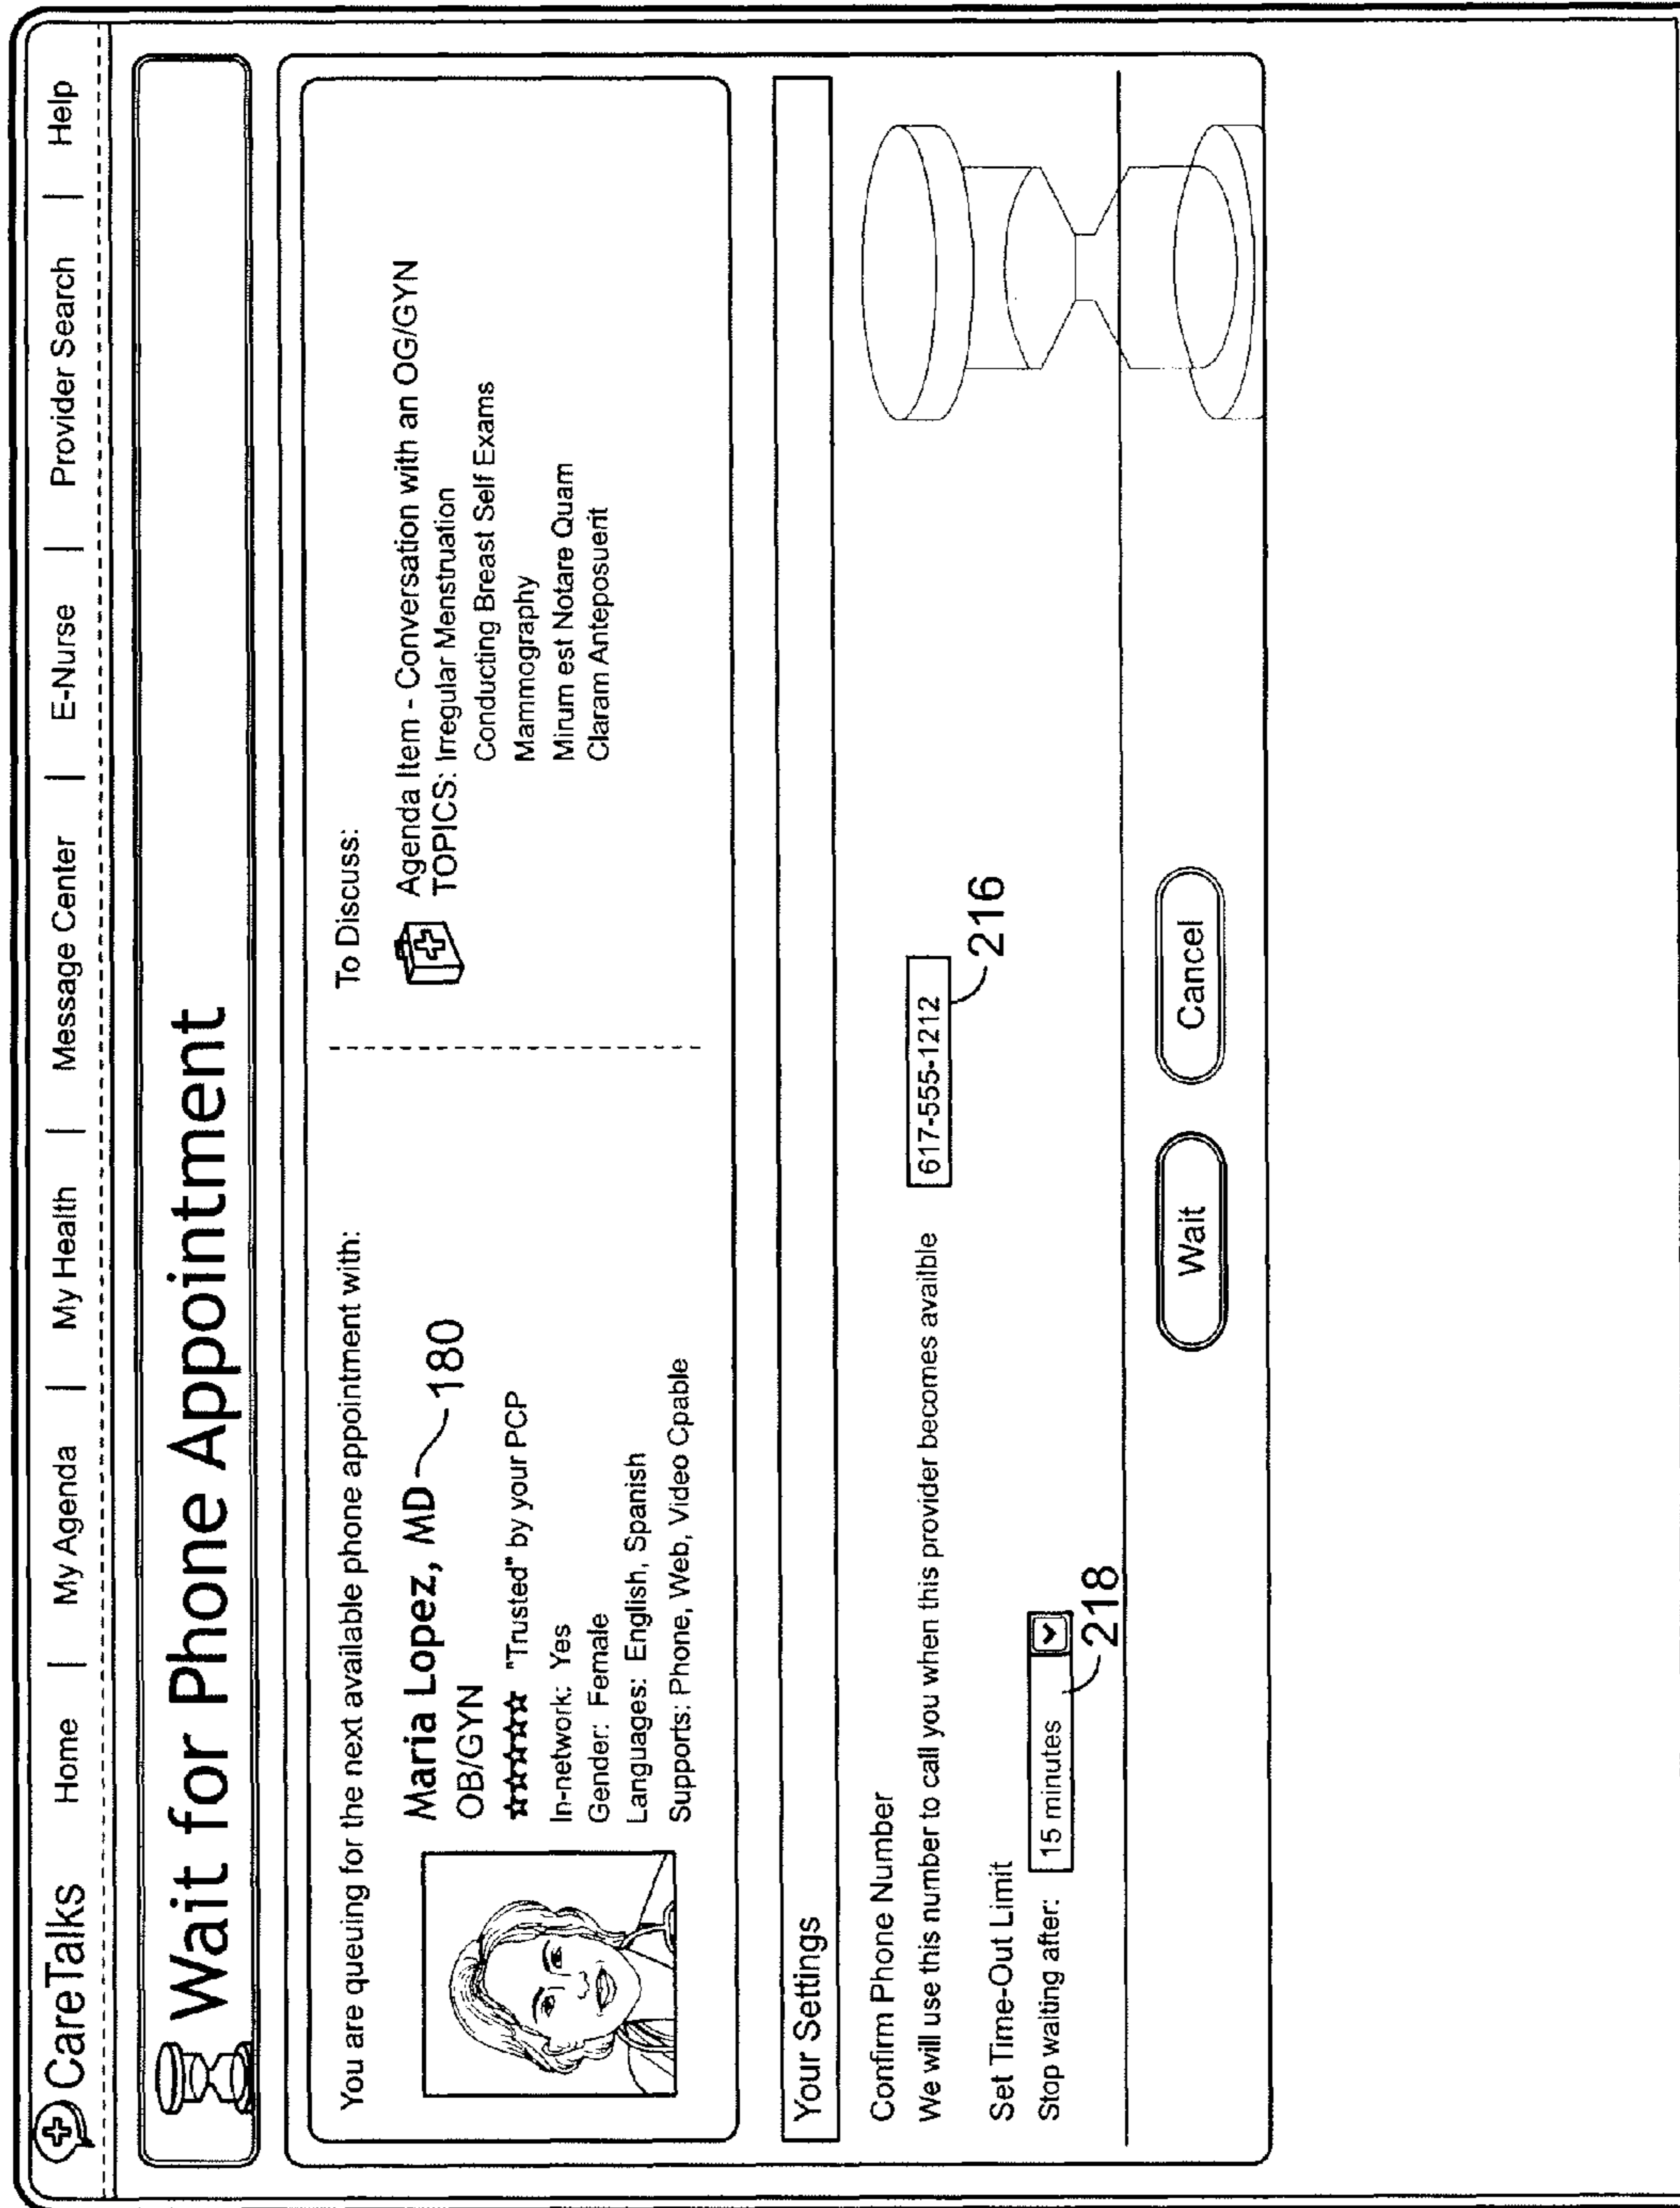 CareTalks Home | My Agenda | My Health | Message Center | E-Nurse | Provider Search | Help
Wait for Phone Appointment
You are queuing for the next available phone appointment with:
Maria Lopez, MD 180
OB/GYN
☆☆☆☆☆ "Trusted" by your PCP
In-network: Yes
Gender: Female
Languages: English, Spanish
Supports: Phone, Web, Video Cpable
To Discuss:
Agenda Item - Conversation with an OG/GYN
TOPICS: Irregular Menstruation
Conducting Breast Self Exams
Mammography
Mirum est Notare Quam
Claram Anteposuerit
Your Settings
Confirm Phone Number
We will use this number to call you when this provider becomes availble 617-555-1212
216
Set Time-Out Limit
Stop waiting after: 15 minutes
218
Wait Cancel